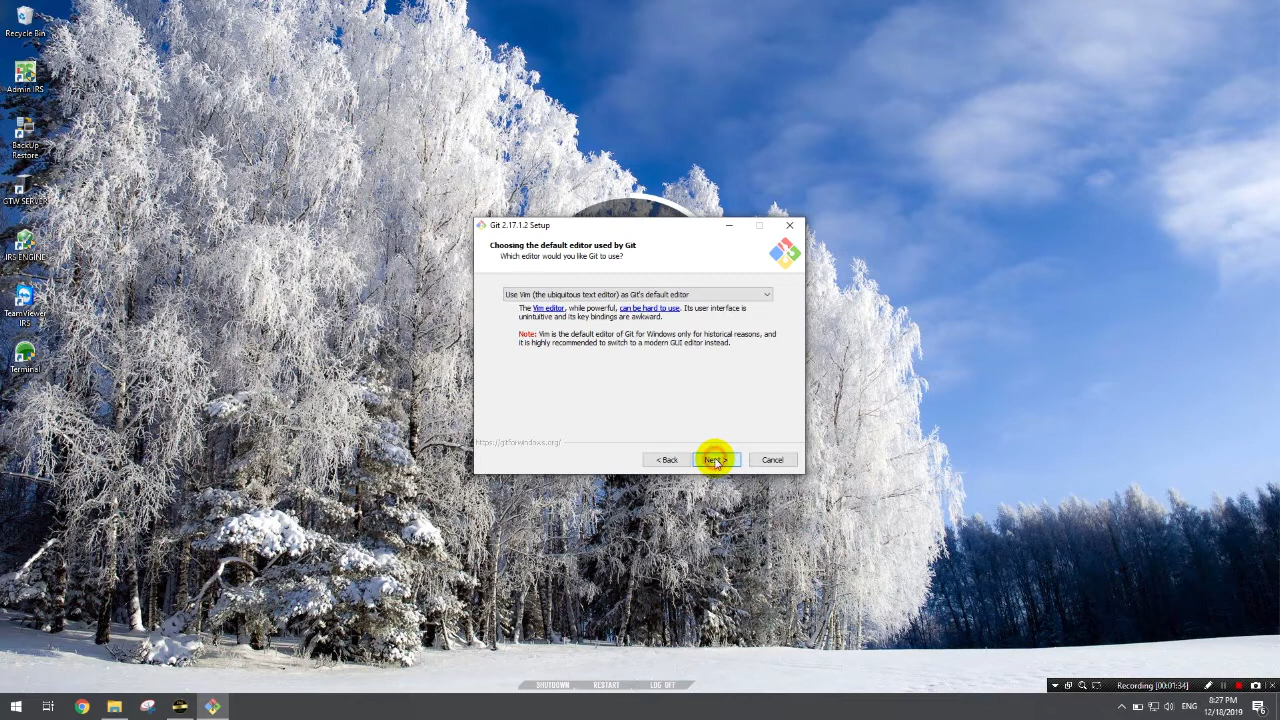 Recycle Bin
Admin IRS
BackUp
Restore
GTW SERVER
IRS ENGINE
TeamViewer
IRS
Terminal
Git 2.17.1.2 Setup
Choosing the default editor used by Git
Which editor would you like Git to use?
Use Vim (the ubiquitous text editor) as Git's default editor
The Vim editor, while powerful, can be hard to use. Its user interface is
unintuitive and its key bindings are awkward.
Note: Vim is the default editor of Git for Windows only for historical reasons, and
it is highly recommended to switch to a modern GUI editor instead.
https://gitforwindows.org/
< Back
Next >
Cancel
SHUTDOWN RESTART LOG OFF
Recording [00:01:34]
ENG
8:27 PM
12/18/2019